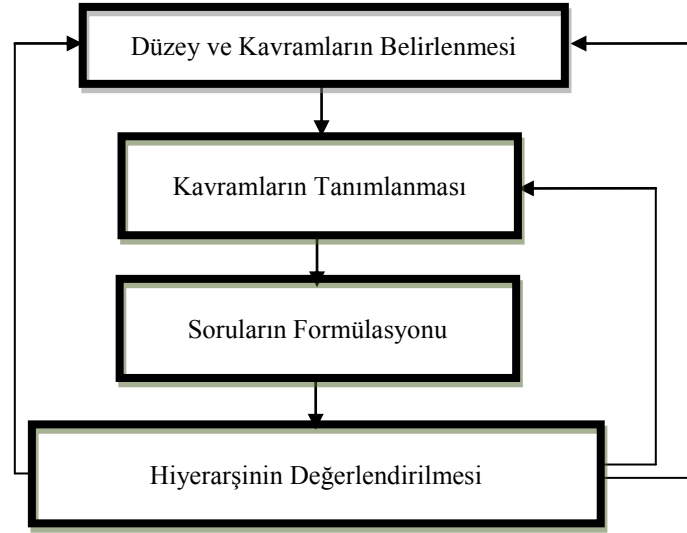 Düzey ve Kavramların Belirlenmesi
Kavramların Tanımlanması
Soruların Formülasyonu
Hiyerarşinin Değerlendirilmesi